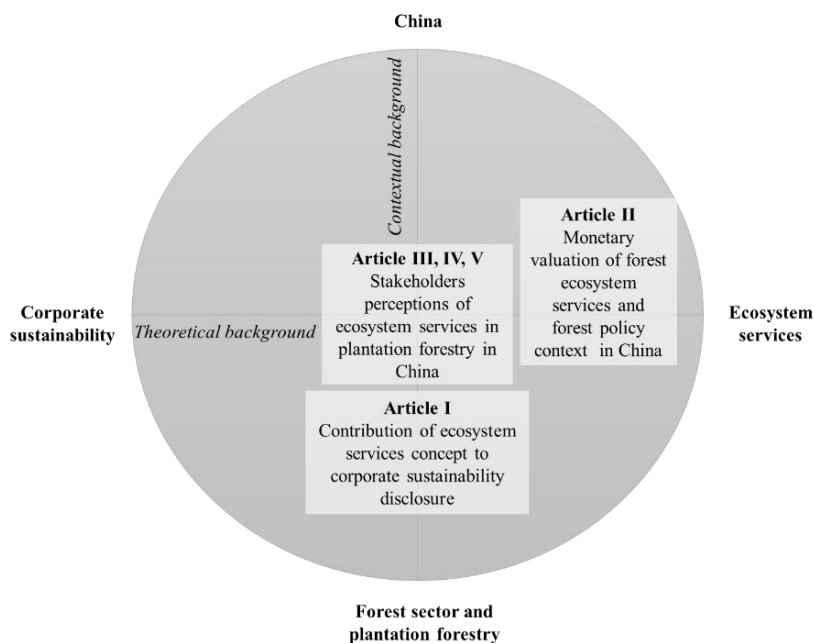 China
Contextual background
Article II
Monetary
valuation of forest
ecosystem
services and
forest policy
context in China
Article III, IV, V
Stakeholders
perceptions of
ecosystem services in
plantation forestry in
China
Corporate
sustainability
Theoretical background
Ecosystem
services
Article I
Contribution of ecosystem
services concept to
corporate sustainability
disclosure
Forest sector and
plantation forestry